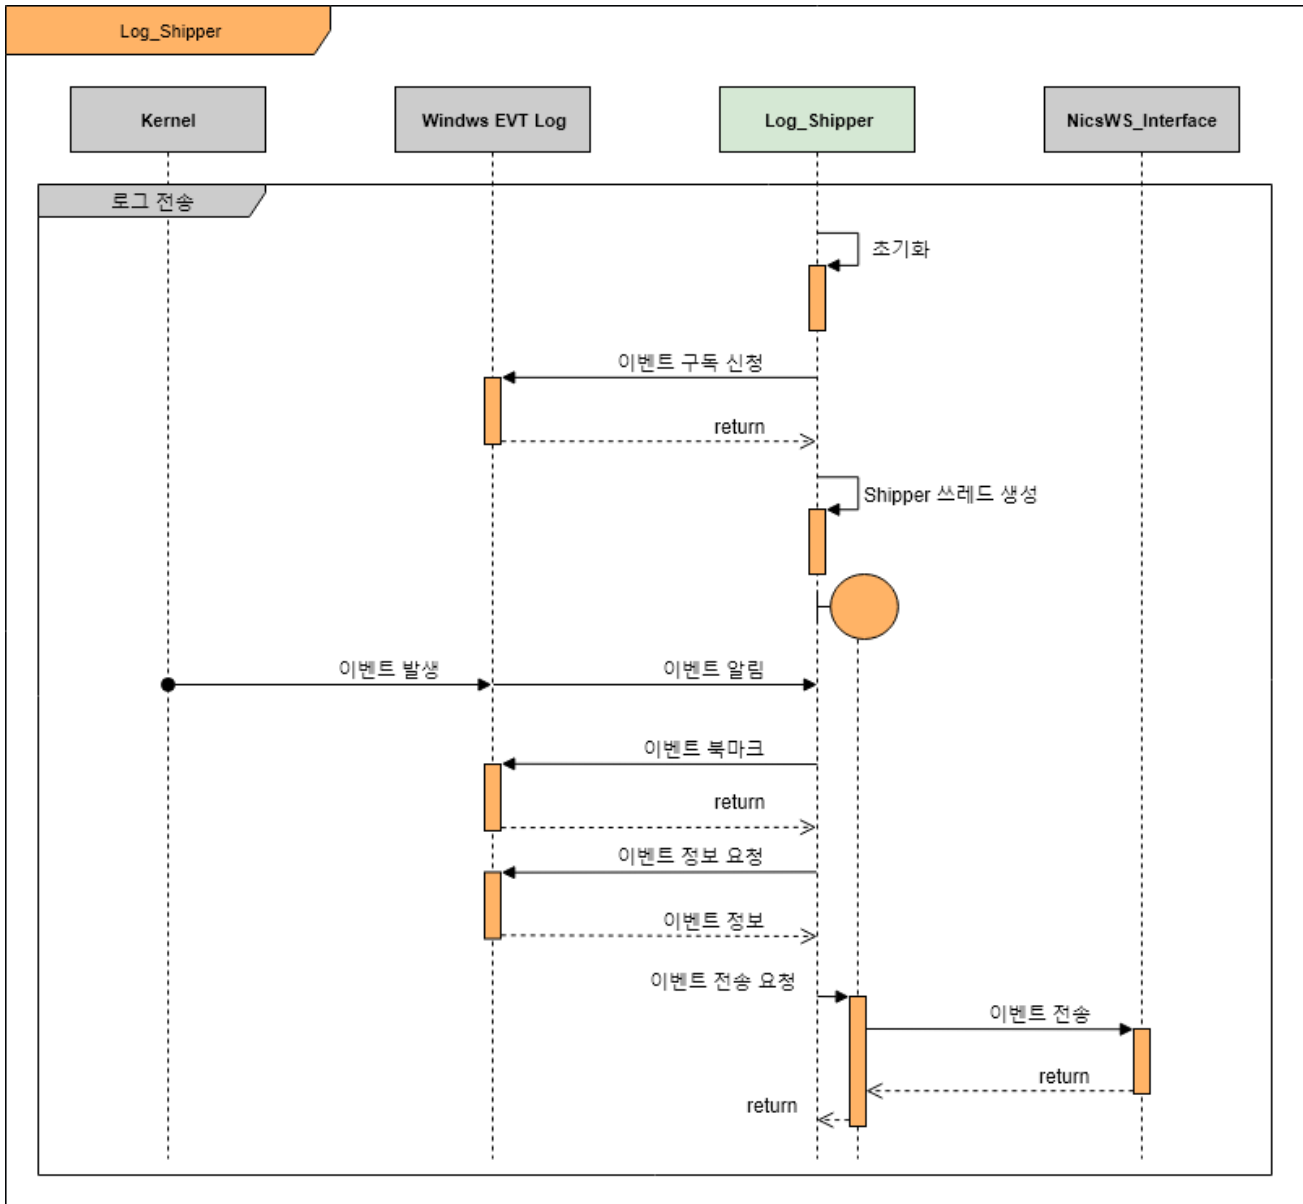 Log_Shipper
Kernel
Windws EVT Log
Log_Shipper
NicsWS_Interface
로그 전송
초기화
이벤트 구독 신청
return
Shipper 쓰레드 생성
이벤트 발생
이벤트 알림
이벤트 북마크
return
이벤트 정보 요청
이벤트 정보
이벤트 전송 요청
이벤트 전송
return
return